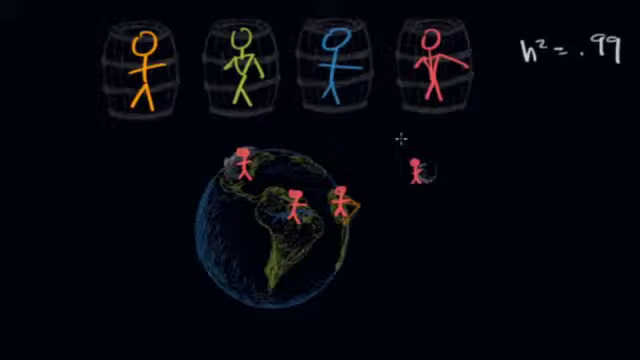 h² = .99